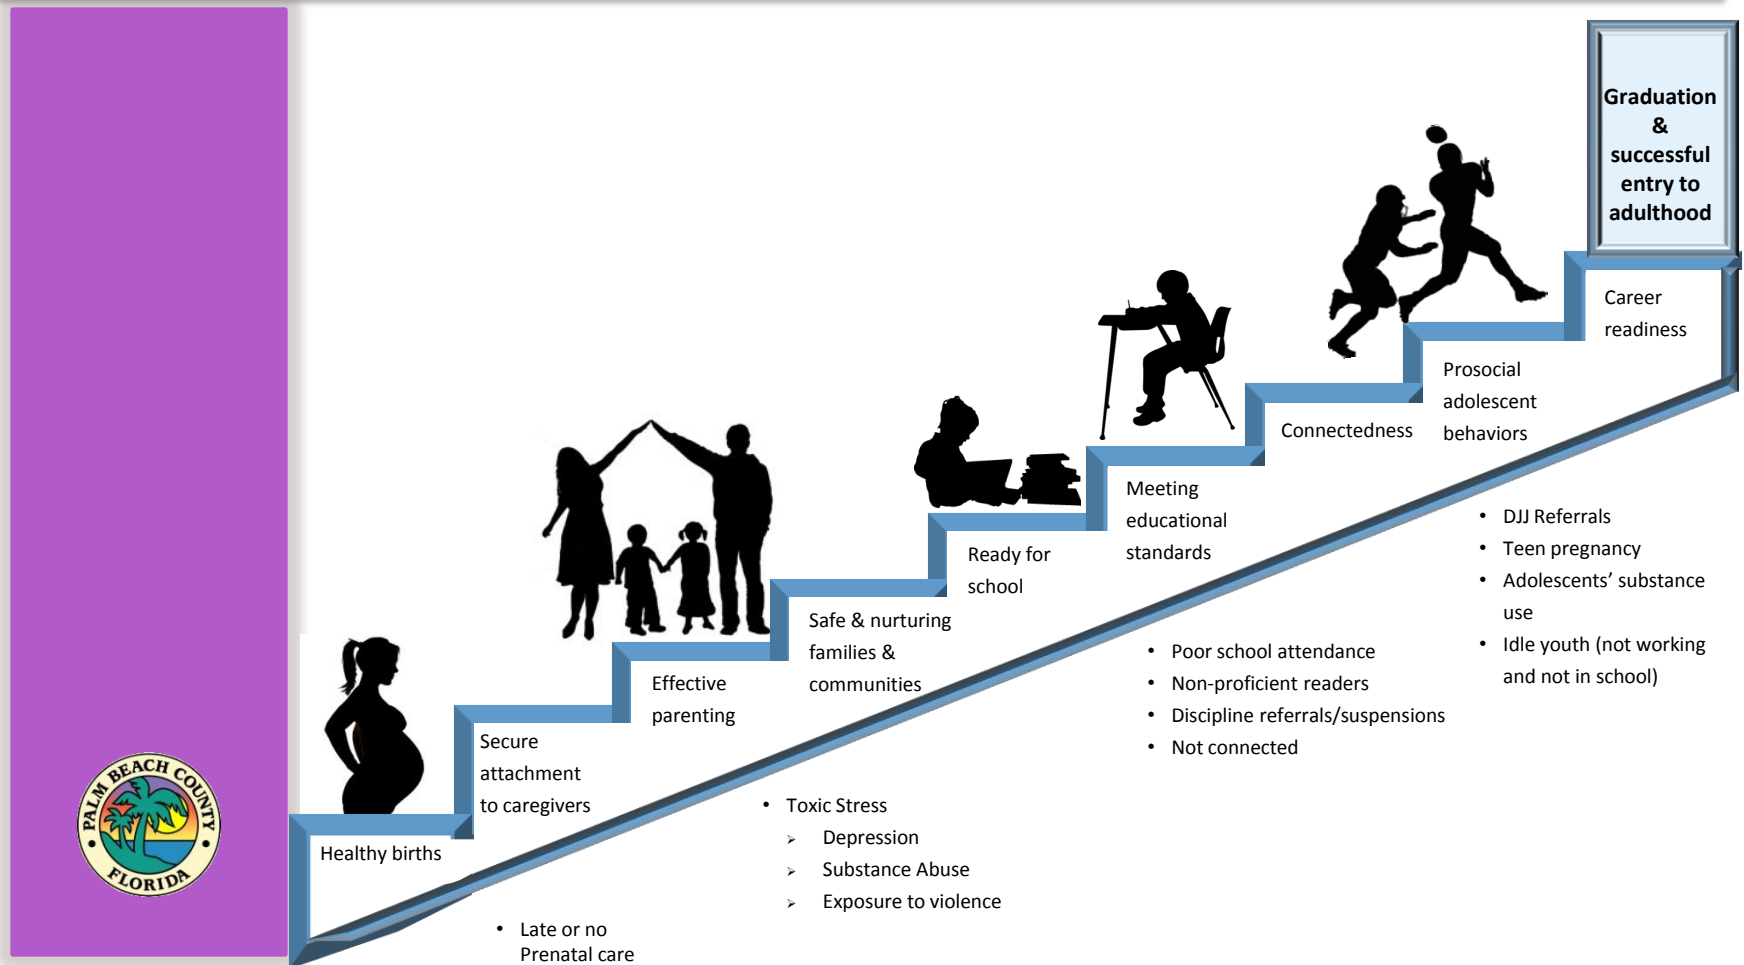 Graduation
&
successful
entry to
adulthood
Career
readiness
Prosocial
adolescent
behaviors
Connectedness
Meeting
educational
standards
Ready for
school
Safe & nurturing
families &
communities
Effective
parenting
Secure
attachment
to caregivers
Healthy births
• DJJ Referrals
• Teen pregnancy
• Adolescents’ substance
use
• Idle youth (not working
and not in school)
• Poor school attendance
• Non-proficient readers
• Discipline referrals/suspensions
• Not connected
• Toxic Stress
➢ Depression
➢ Substance Abuse
➢ Exposure to violence
• Late or no
Prenatal care
PALM BEACH COUNTY
FLORIDA